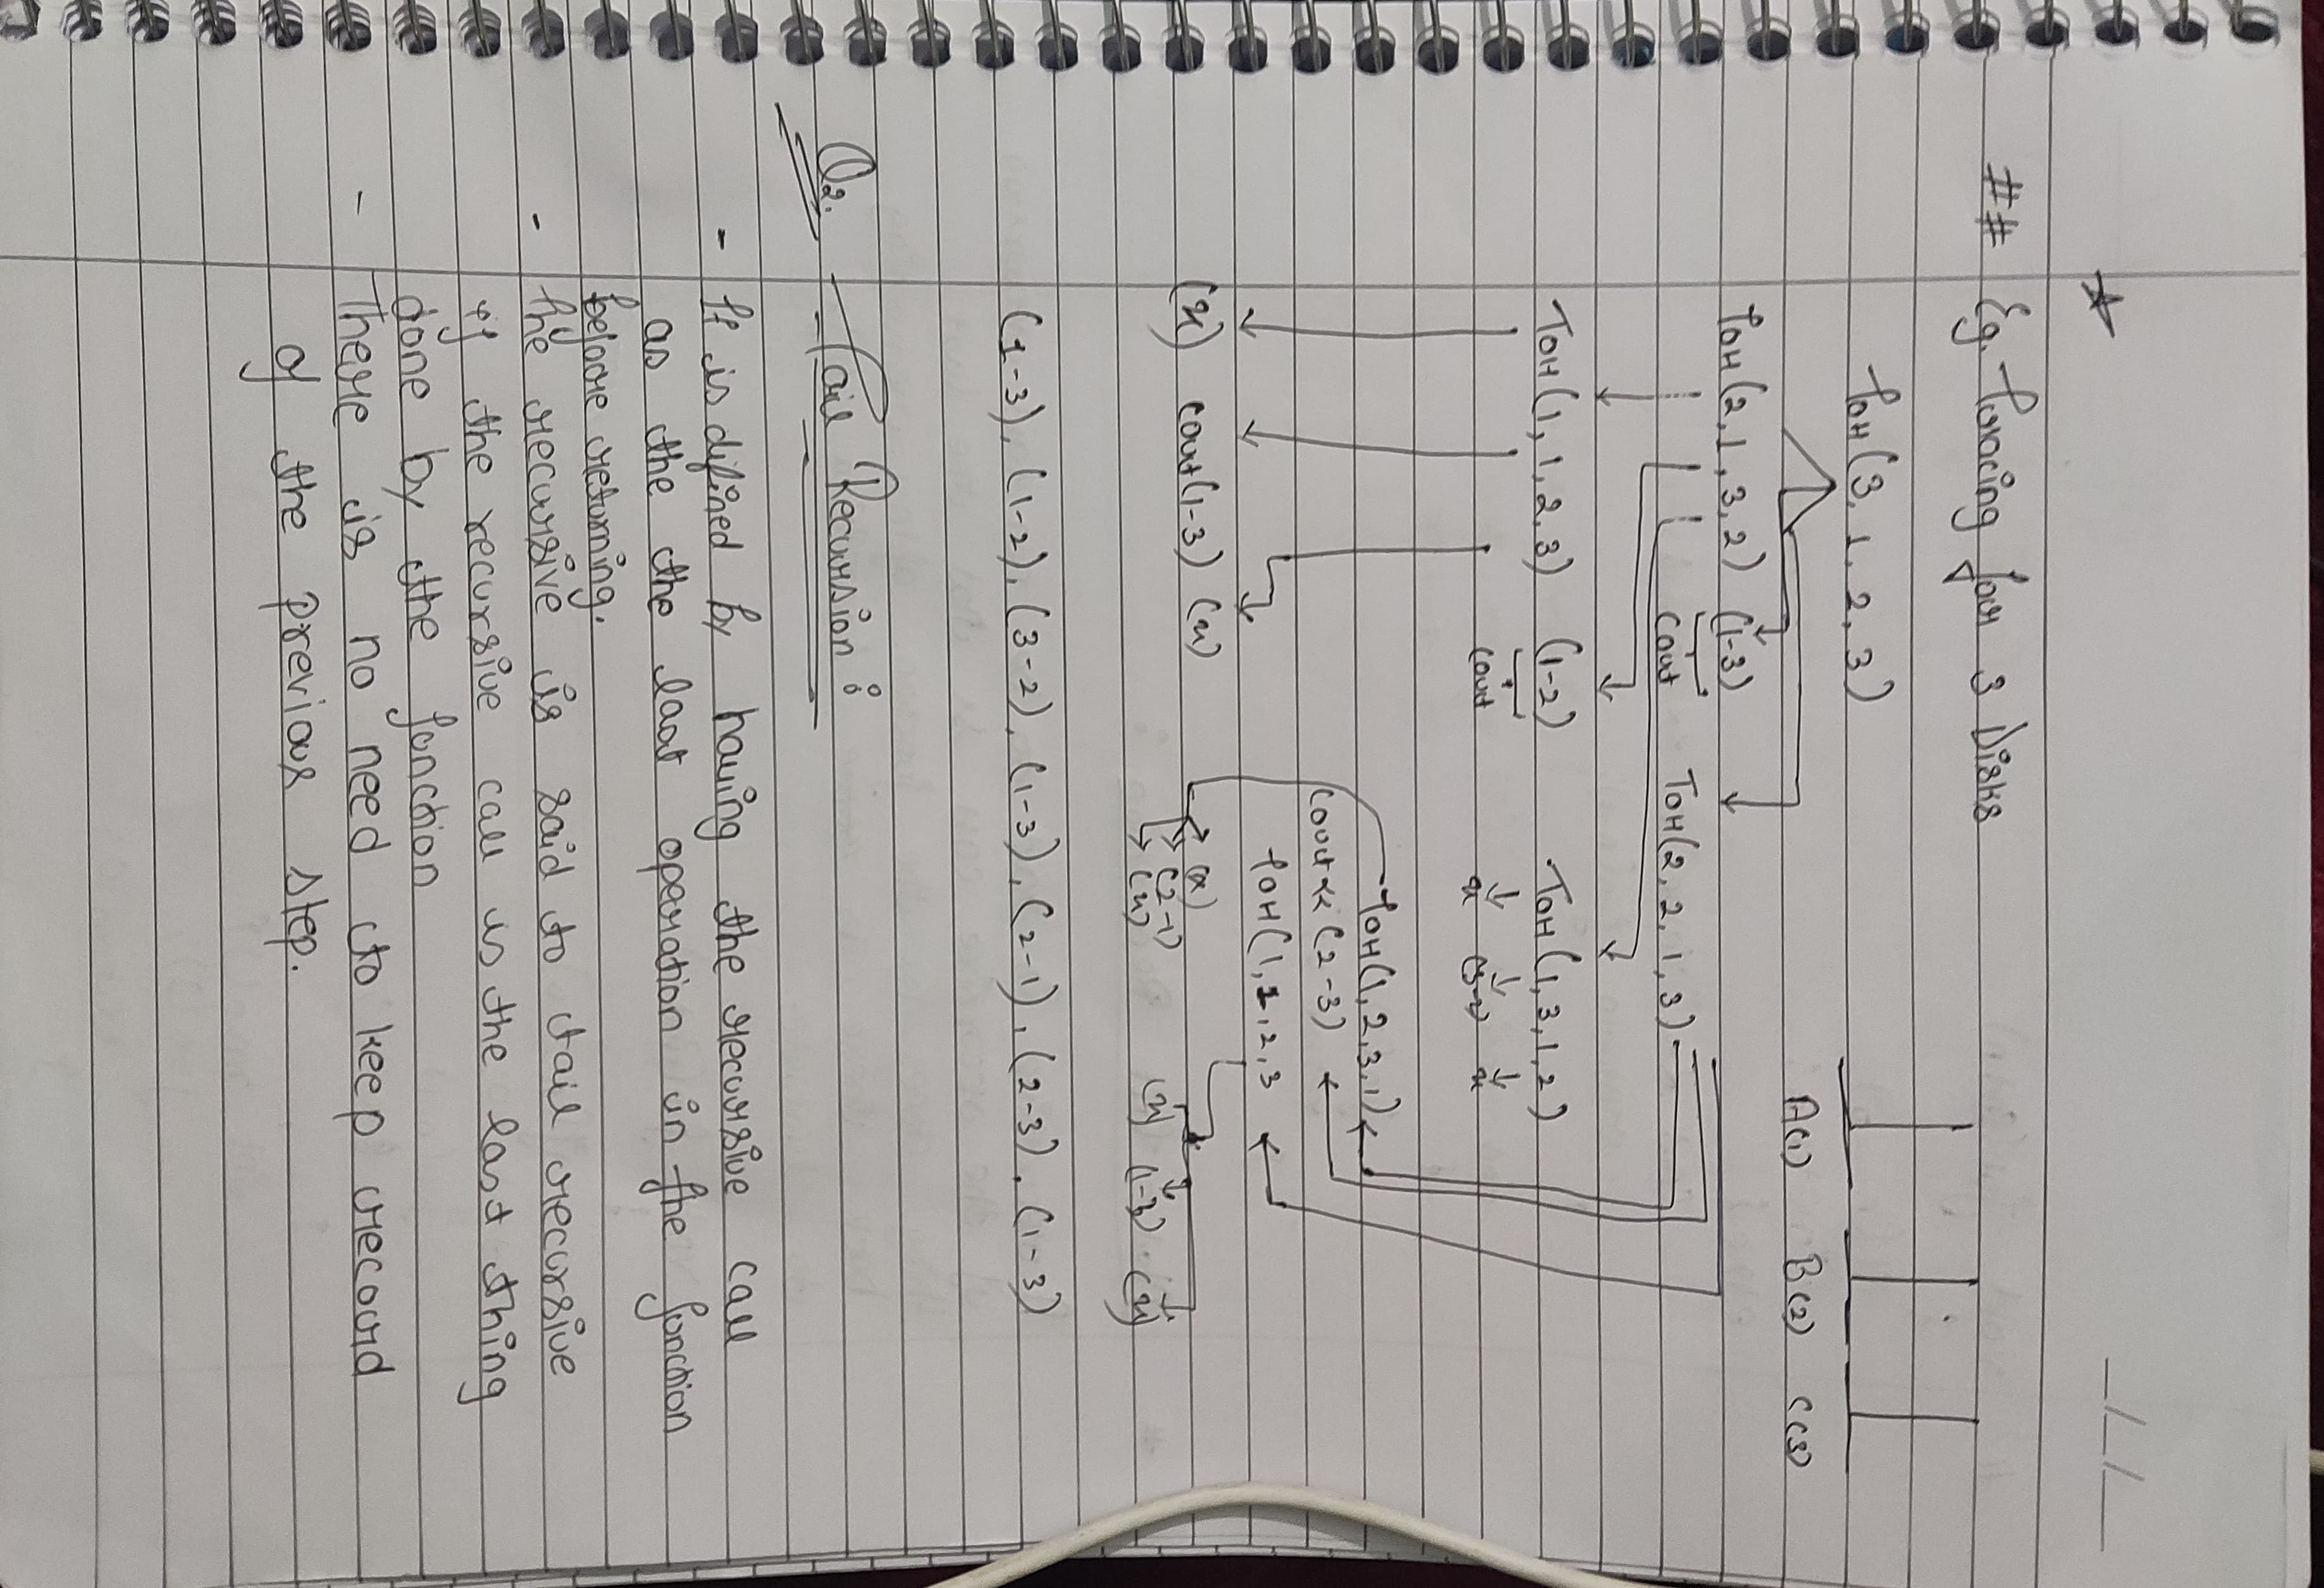 ## Eg. Tracing for 3 Disks
TOH(3, 1, 2, 3)
A(1) B(2) C(3)
TOH(2, 1, 3, 2) (1-3) TOH(2, 2, 1, 3)
Cout
TOH(1, 1, 2, 3) (1-2) TOH(1, 3, 1, 2)
Cout x (3-2) x
TOH(1, 2, 3, 1)
Cout << (2-3)
TOH(1, 1, 2, 3
(x) Cout(1-3) (x) (x)
(2-1)
(x)
(x) (1-3) (x)
(1-3), (1-2), (3-2), (1-3), (2-1), (2-3), (1-3)
Q2. Tail Recursion :
- It is difined by having the recursive call
as the the last operation in the function
before returning.
- The recursive is said to tail recursive
if the recursive call is the last thing
done by the function
- There is no need to keep record
of the previous step.